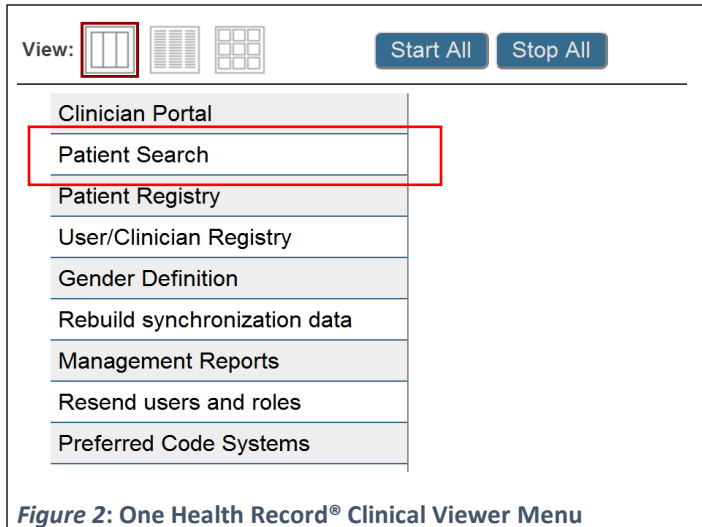 View: Start All Stop All
Clinician Portal
Patient Search
Patient Registry
User/Clinician Registry
Gender Definition
Rebuild synchronization data
Management Reports
Resend users and roles
Preferred Code Systems
Figure 2: One Health Record® Clinical Viewer Menu